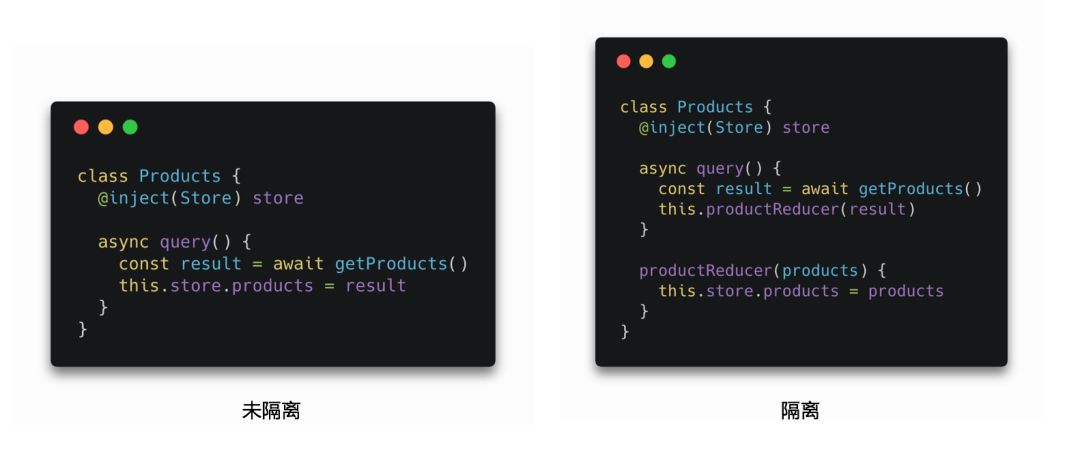 class Products {
  @inject(Store) store

  async query() {
    const result = await getProducts()
    this.store.products = result
  }
}
未隔离
class Products {
  @inject(Store) store

  async query() {
    const result = await getProducts()
    this.productReducer(result)
  }

  productReducer(products) {
    this.store.products = products
  }
}
隔离